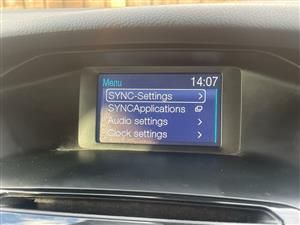 Menu 14:07
SYNC-Settings
SYNCApplications
Audio settings
Clock settings